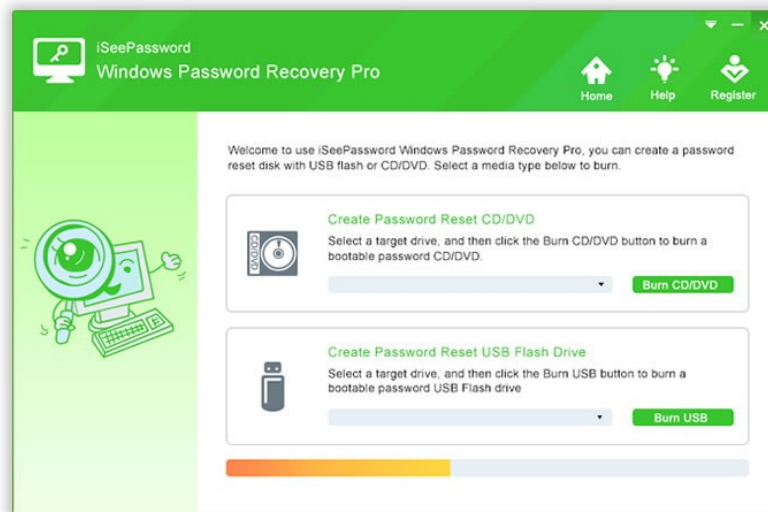 iSeePassword
Windows Password Recovery Pro
Home
Help
Register
Welcome to use iSeePassword Windows Password Recovery Pro, you can create a password
reset disk with USB flash or CD/DVD. Select a media type below to burn.
CD/DVD
Create Password Reset CD/DVD
Select a target drive, and then click the Burn CD/DVD button to burn a
bootable password CD/DVD.
Burn CD/DVD
Create Password Reset USB Flash Drive
Select a target drive, and then click the Burn USB button to burn a
bootable password USB Flash drive
Burn USB